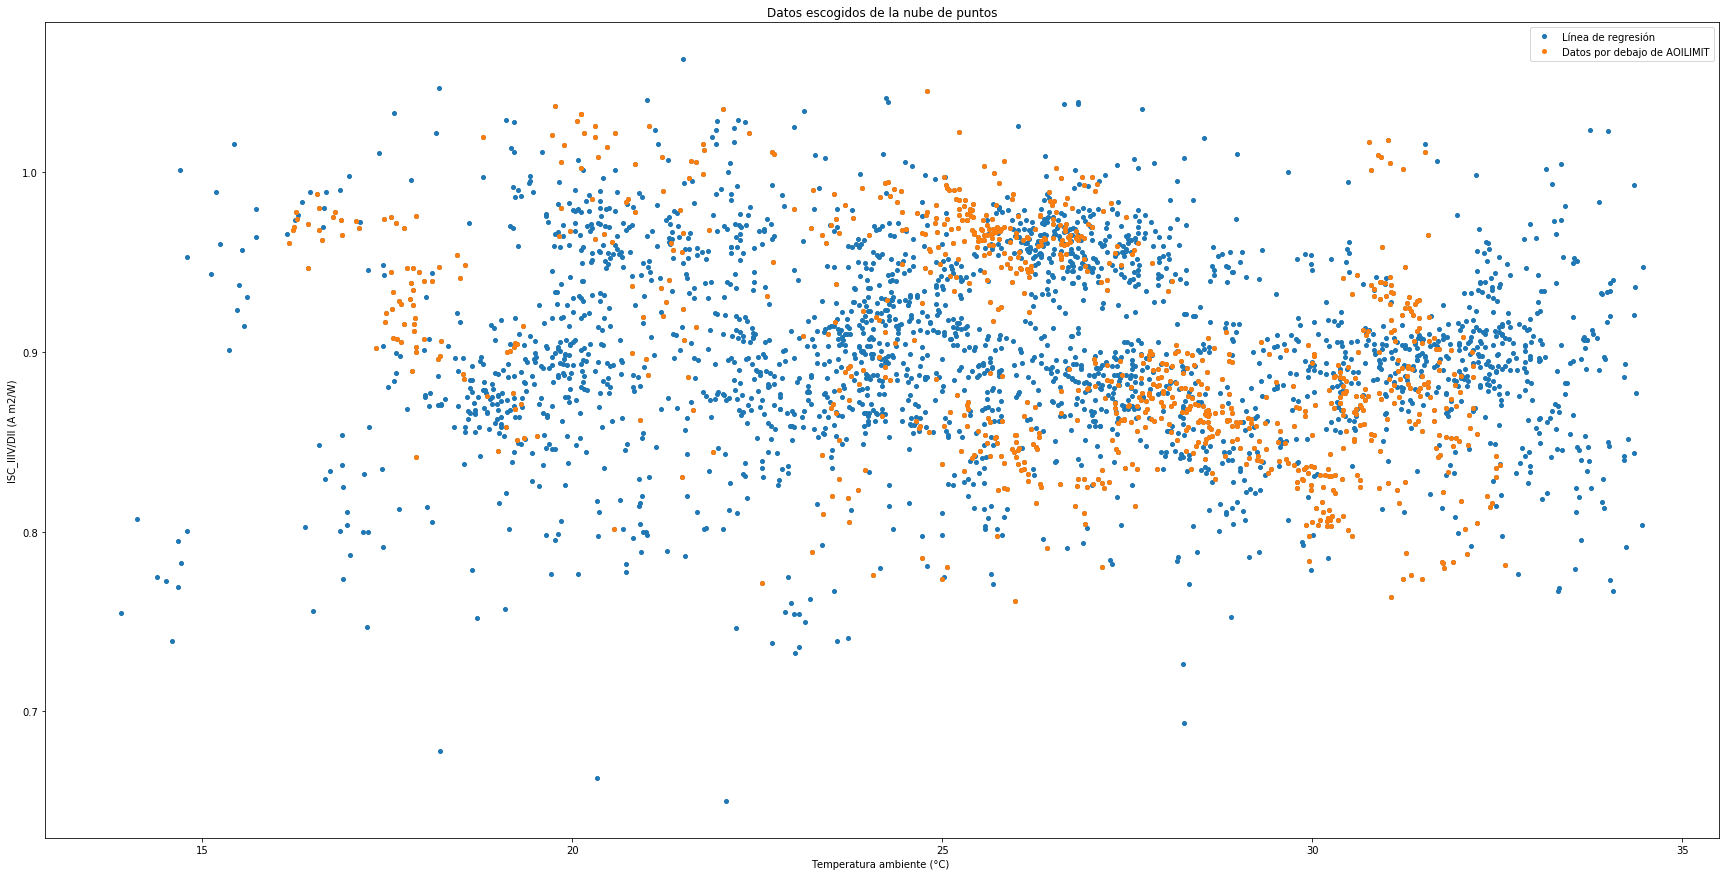 Datos escogidos de la nube de puntos
Línea de regresión
Datos por debajo de AOILIMIT
ISC_IIIV/DII (A m2/W)
1.0
0.9
0.8
0.7
15
20
25
30
35
Temperatura ambiente (°C)